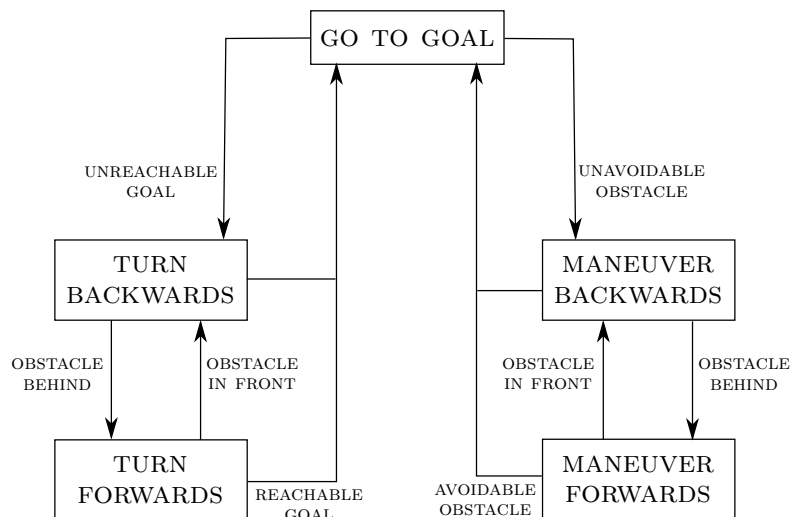 GO TO GOAL
UNREACHABLE
GOAL
UNAVOIDABLE
OBSTACLE
TURN
BACKWARDS
MANEUVER
BACKWARDS
OBSTACLE
BEHIND
OBSTACLE
IN FRONT
OBSTACLE
IN FRONT
OBSTACLE
BEHIND
TURN
FORWARDS
REACHABLE
GOAL
AVOIDABLE
OBSTACLE
MANEUVER
FORWARDS